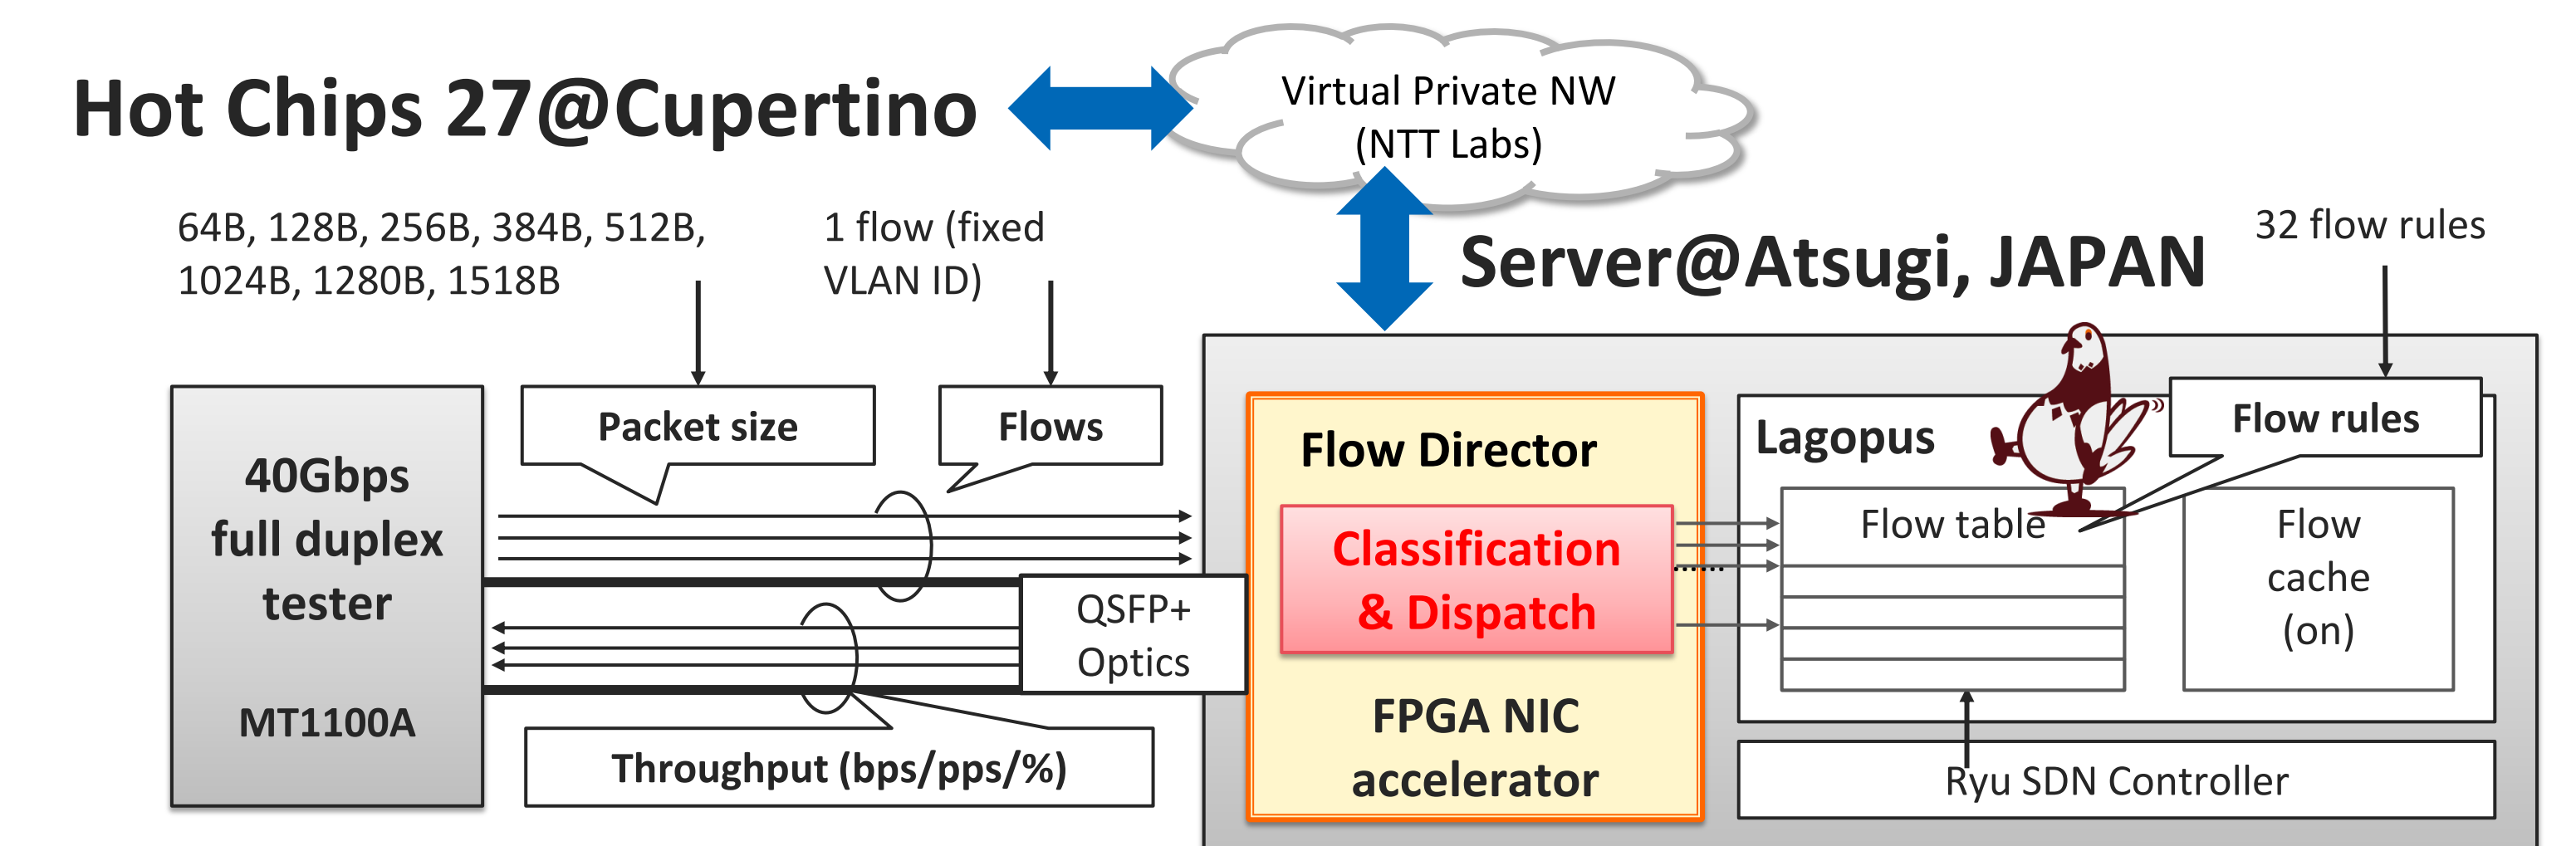 Hot Chips 27@Cupertino
Virtual Private NW
(NTT Labs)
64B, 128B, 256B, 384B, 512B,
1024B, 1280B, 1518B
1 flow (fixed
VLAN ID)
Server@Atsugi, JAPAN
32 flow rules
Packet size
Flows
Flow rules
40Gbps
full duplex
tester
MT1100A
QSFP+
Optics
Throughput (bps/pps/%)
Flow Director
Classification
& Dispatch
......
FPGA NIC
accelerator
Lagopus
Flow table
Flow
cache
(on)
Ryu SDN Controller